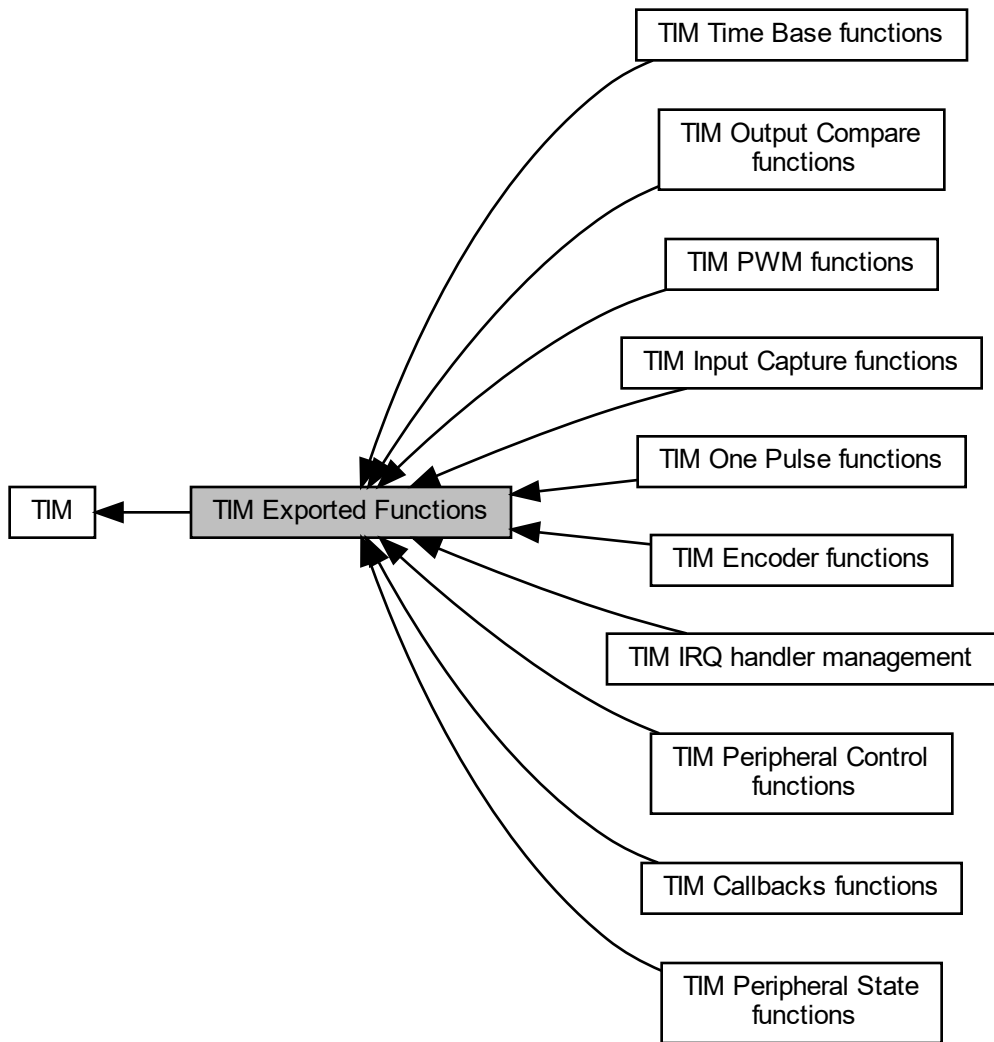 TIM Time Base functions
TIM Output Compare
functions
TIM PWM functions
TIM Input Capture functions
TIM One Pulse functions
TIM
TIM Exported Functions
TIM Encoder functions
TIM IRQ handler management
TIM Peripheral Control
functions
TIM Callbacks functions
TIM Peripheral State
functions